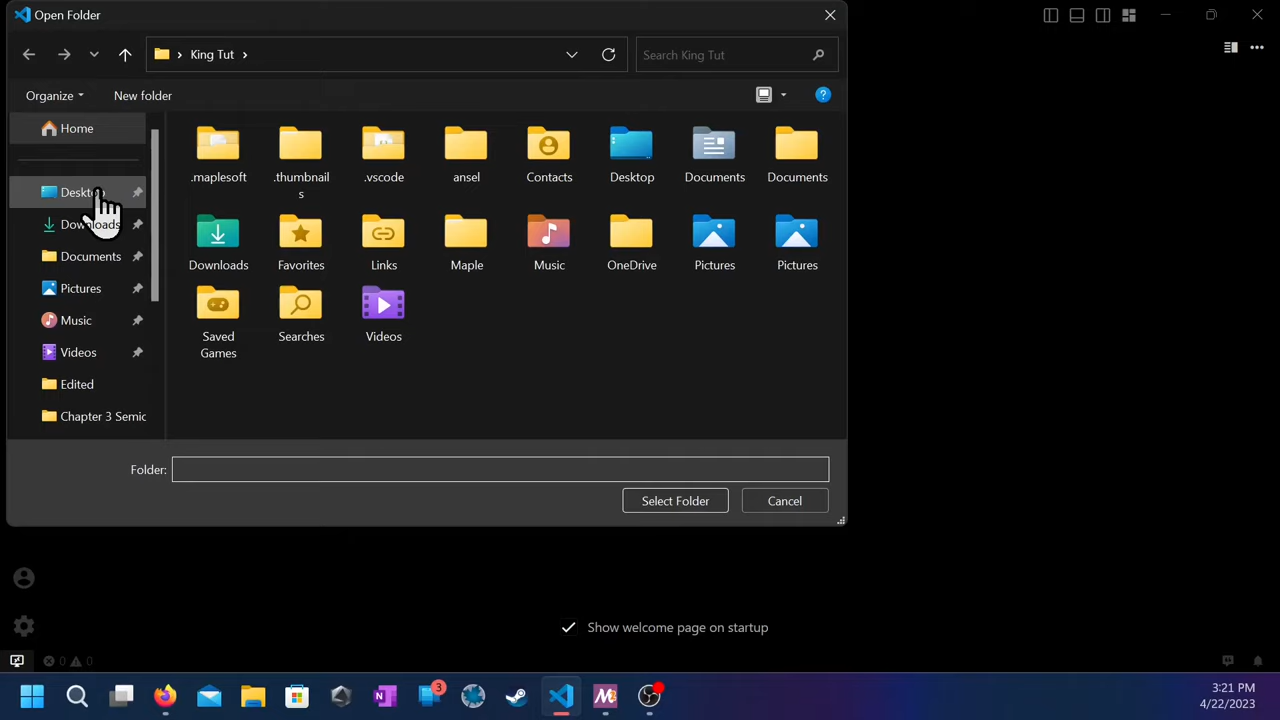 Open Folder
King Tut
Search King Tut
Organize
New folder
Home
Desktop
Downloads
Documents
Pictures
Music
Videos
Edited
Chapter 3 Semic
.maplesoft
.thumbnail
s
.vscode
ansel
Contacts
Desktop
Documents
Documents
Downloads
Favorites
Links
Maple
Music
OneDrive
Pictures
Pictures
Saved
Games
Searches
Videos
Folder:
Select Folder
Cancel
Show welcome page on startup
0
0
3
3:21 PM
4/22/2023